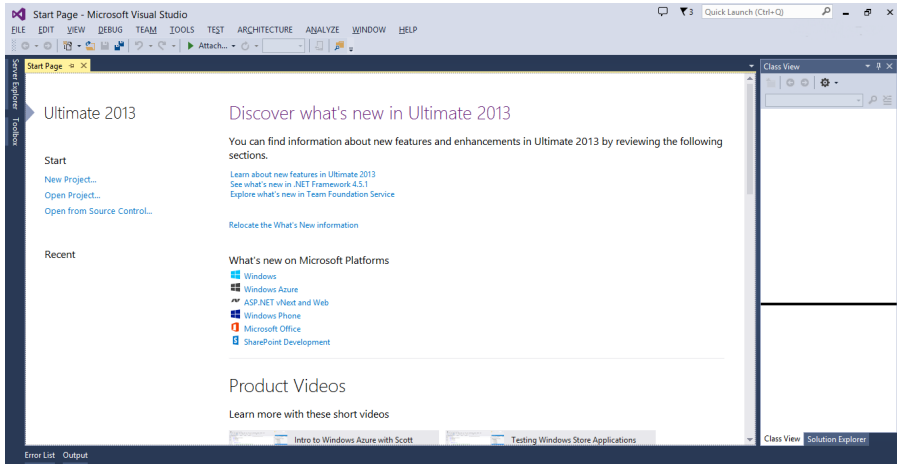 Start Page - Microsoft Visual Studio
3
Quick Launch (Ctrl+Q)
FILE EDIT VIEW DEBUG TEAM TOOLS TEST ARCHITECTURE ANALYZE WINDOW HELP
Attach...
Server Explorer
Toolbox
Start Page
Class View
Ultimate 2013
Start
New Project...
Open Project...
Open from Source Control...
Recent
Discover what's new in Ultimate 2013
You can find information about new features and enhancements in Ultimate 2013 by reviewing the following
sections.
Learn about new features in Ultimate 2013
See what's new in .NET Framework 4.5.1
Explore what's new in Team Foundation Service
Relocate the What's New information
What's new on Microsoft Platforms
Windows
Windows Azure
ASP.NET vNext and Web
Windows Phone
Microsoft Office
SharePoint Development
Product Videos
Learn more with these short videos
Intro to Windows Azure with Scott
Testing Windows Store Applications
Class View Solution Explorer
Error List Output